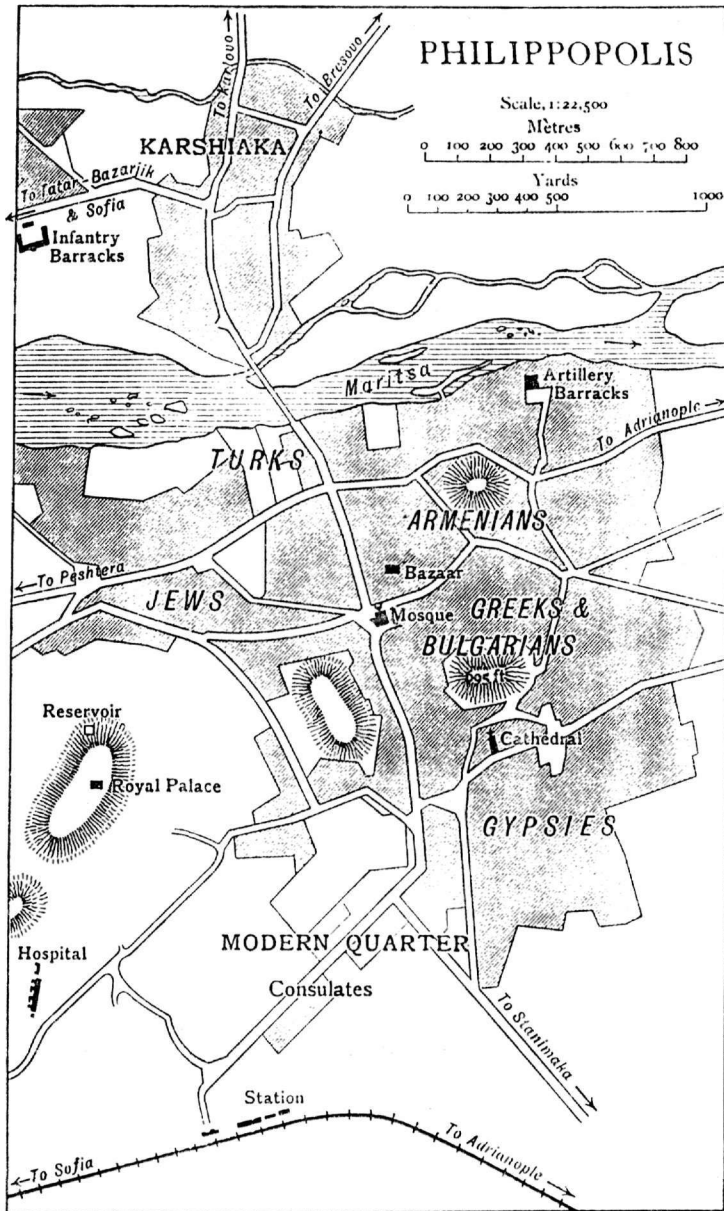 PHILIPPOPOLIS
Scale, 1:22,500
Mètres
0 100 200 300 400 500 600 700 800
Yards
0 100 200 300 400 500 1000
To Karlovo
To Bresovo
KARSHIAKA
To Tatar-Bazarjik
& Sofia
Infantry
Barracks
Maritsa
Artillery
Barracks
To Adrianople
TURKS
ARMENIANS
To Peshtera
Bazaar
JEWS
Mosque
GREEKS &
BULGARIANS
695 ft
Reservoir
Cathedral
Royal Palace
GYPSIES
MODERN QUARTER
Hospital
Consulates
To Stanimaka
Station
To Sofia
To Adrianople